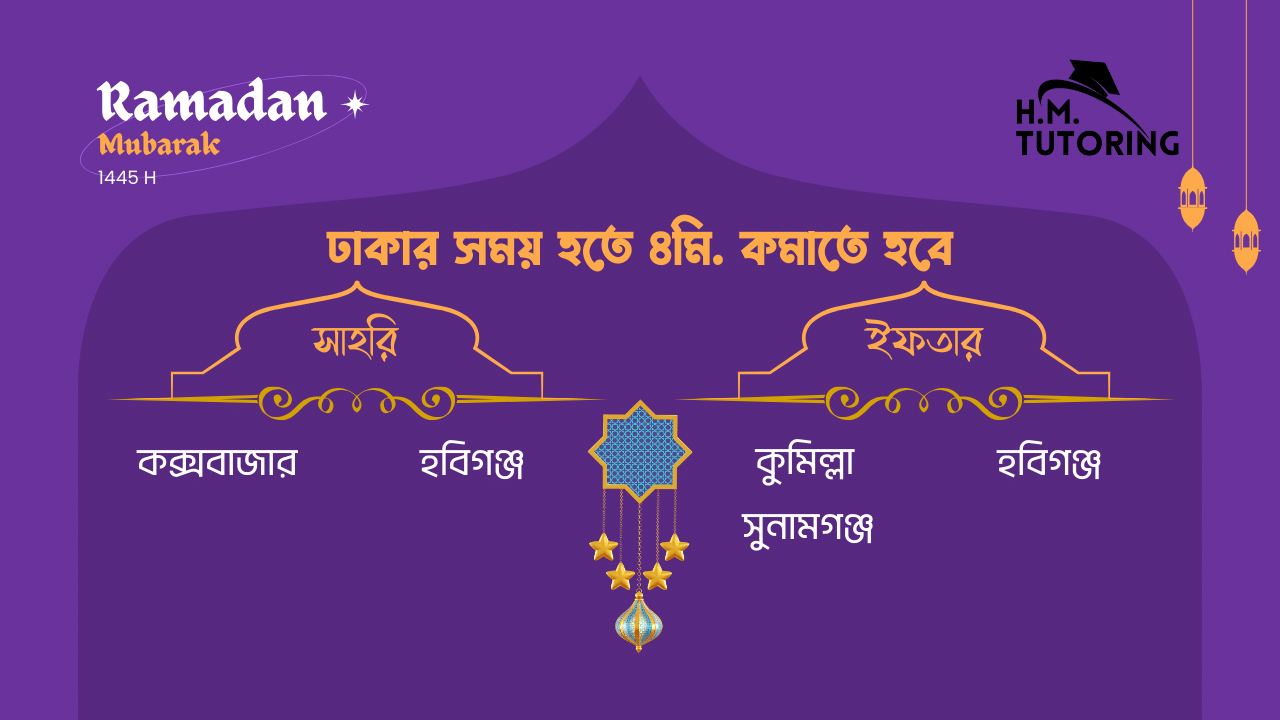 Ramadan
Mubarak
1445 H
H.M.
TUTORING
ঢাকার সময় হতে ৪মি. কমাতে হবে
সাহরি
ইফতার
কক্সবাজার
হবিগঞ্জ
কুমিল্লা
হবিগঞ্জ
সুনামগঞ্জ